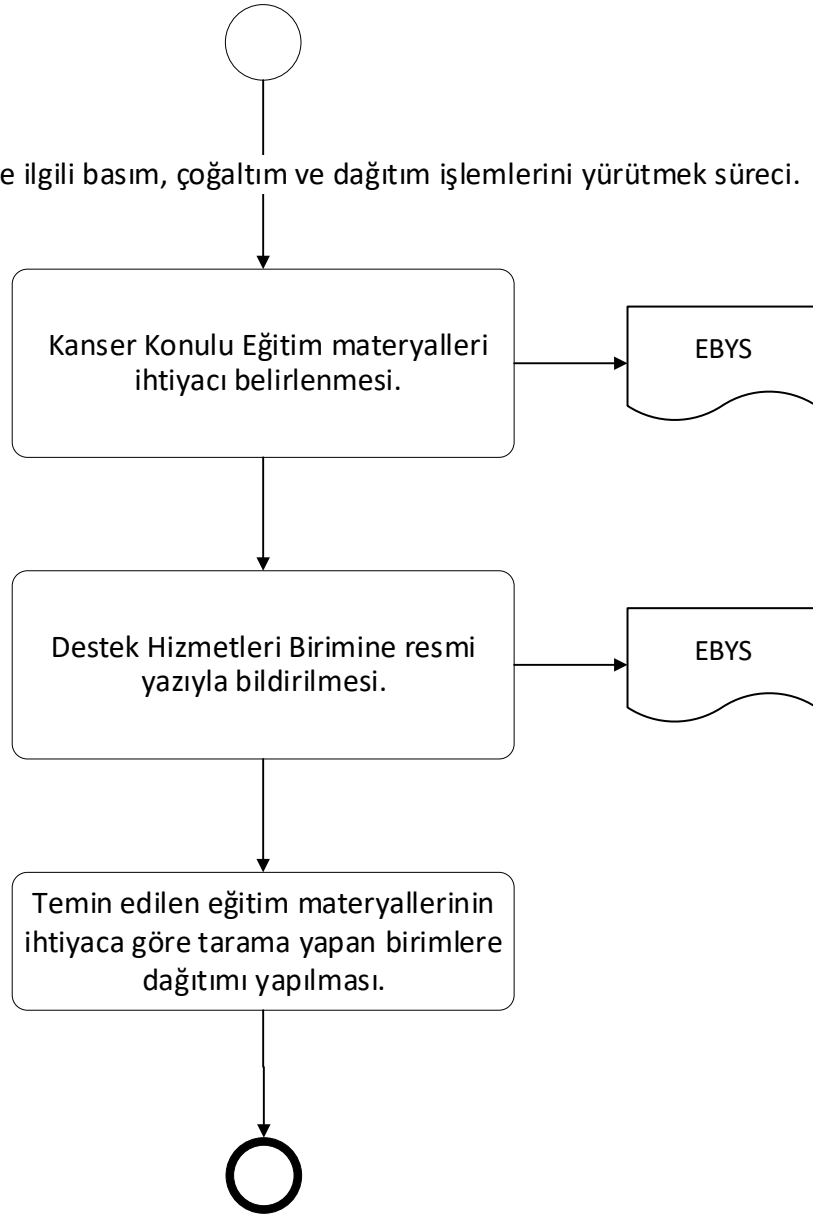 e ilgili basım, çoğaltım ve dağıtım işlemlerini yürütmek süreci.
Kanser Konulu Eğitim materyalleri
ihtiyacı belirlenmesi.
EBYS
Destek Hizmetleri Birimine resmi
yazıyla bildirilmesi.
EBYS
Temin edilen eğitim materyallerinin
ihtiyaca göre tarama yapan birimlere
dağıtımı yapılması.